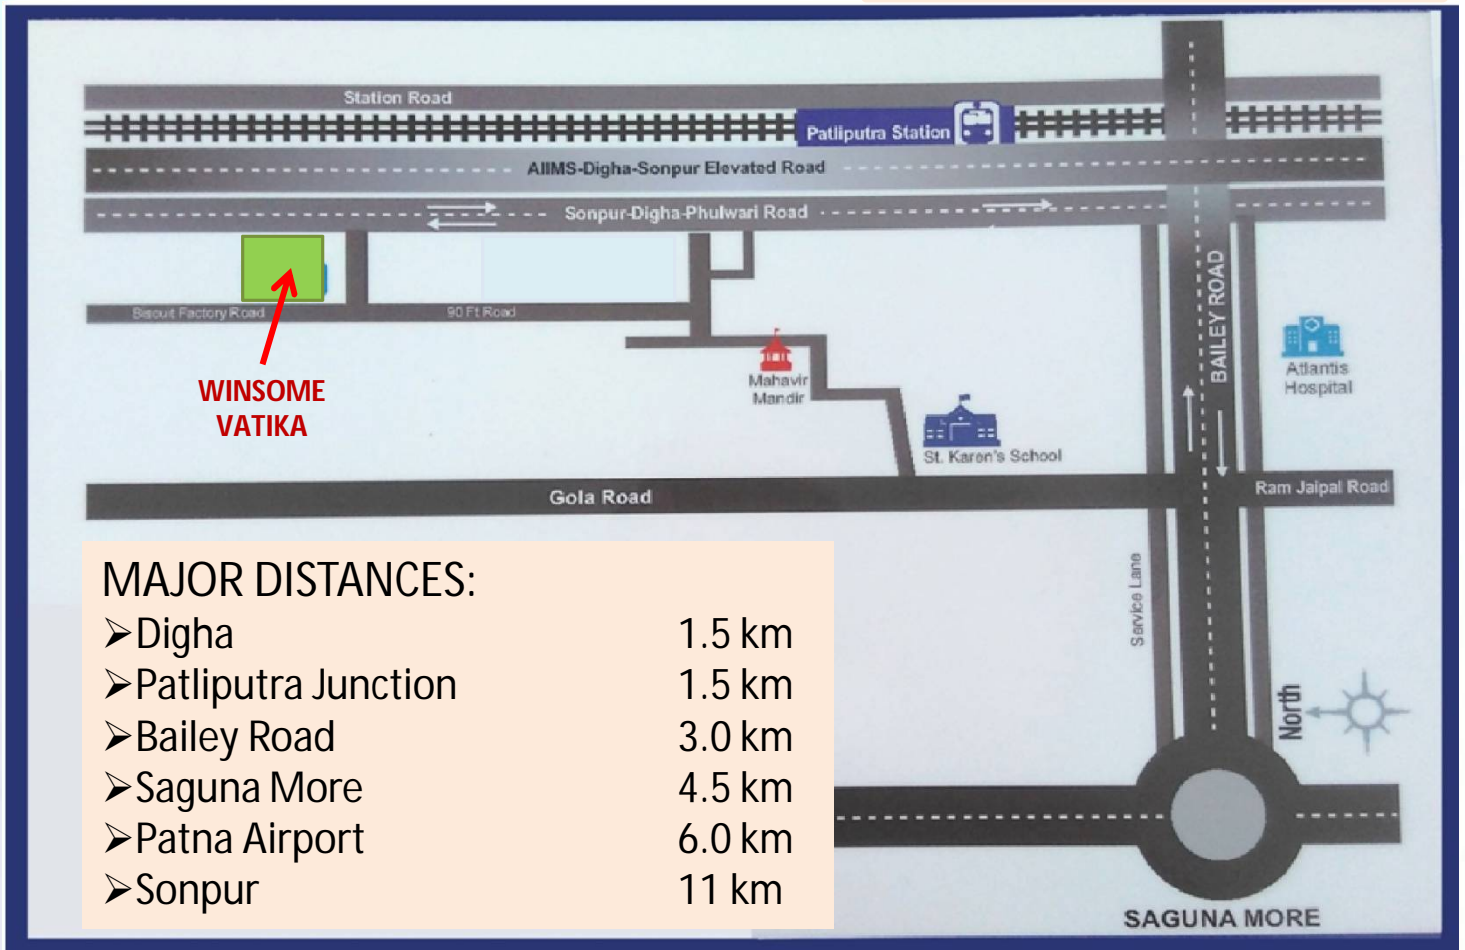 Station Road
Patliputra Station
AIIMS-Digha-Sonpur Elevated Road
Sonpur-Digha-Phulwari Road
BAILEY ROAD
Biscuit Factory Road
90 Ft Road
WINSOME
VATIKA
Mahavir
Mandir
Atlantis
Hospital
St. Karen's School
Gola Road
Ram Jaipal Road
Service Lane
North
MAJOR DISTANCES:
➢Digha 1.5 km
➢Patliputra Junction 1.5 km
➢Bailey Road 3.0 km
➢Saguna More 4.5 km
➢Patna Airport 6.0 km
➢Sonpur 11 km
SAGUNA MORE